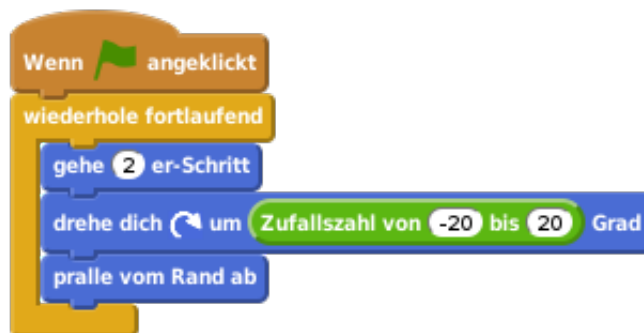 Wenn angeklickt
wiederhole fortlaufend
gehe 2 er-Schritt
drehe dich um Zufallszahl von -20 bis 20 Grad
pralle vom Rand ab